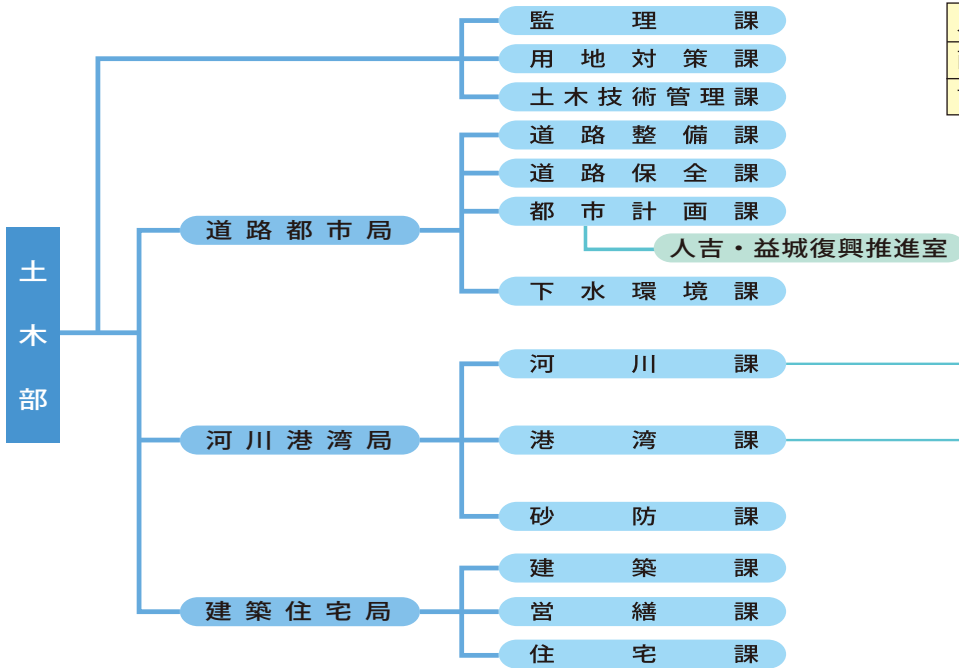 監理課
用地対策課
土木技術管理課
道路整備課
道路保全課
道路都市局
都市計画課
人吉・益城復興推進室
下水環境課
土木部
河川課
河川港湾局
港湾課
砂防課
建築課
建築住宅局
営繕課
住宅課